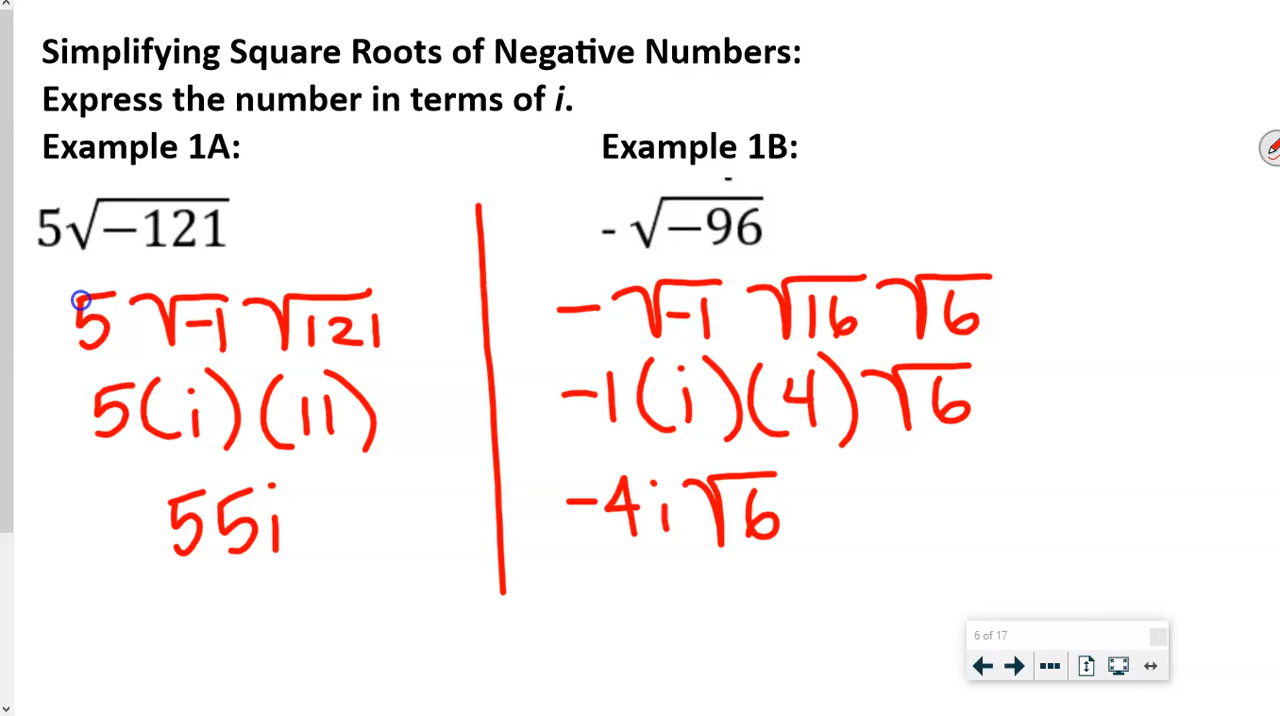 Simplifying Square Roots of Negative Numbers:
Express the number in terms of i.
Example 1A:
5√−121
5 √−1 √121
5(i)(11)
55i
Example 1B:
- √−96
− √−1 √16 √6
−1(i)(4)√6
−4i√6
6 of 17